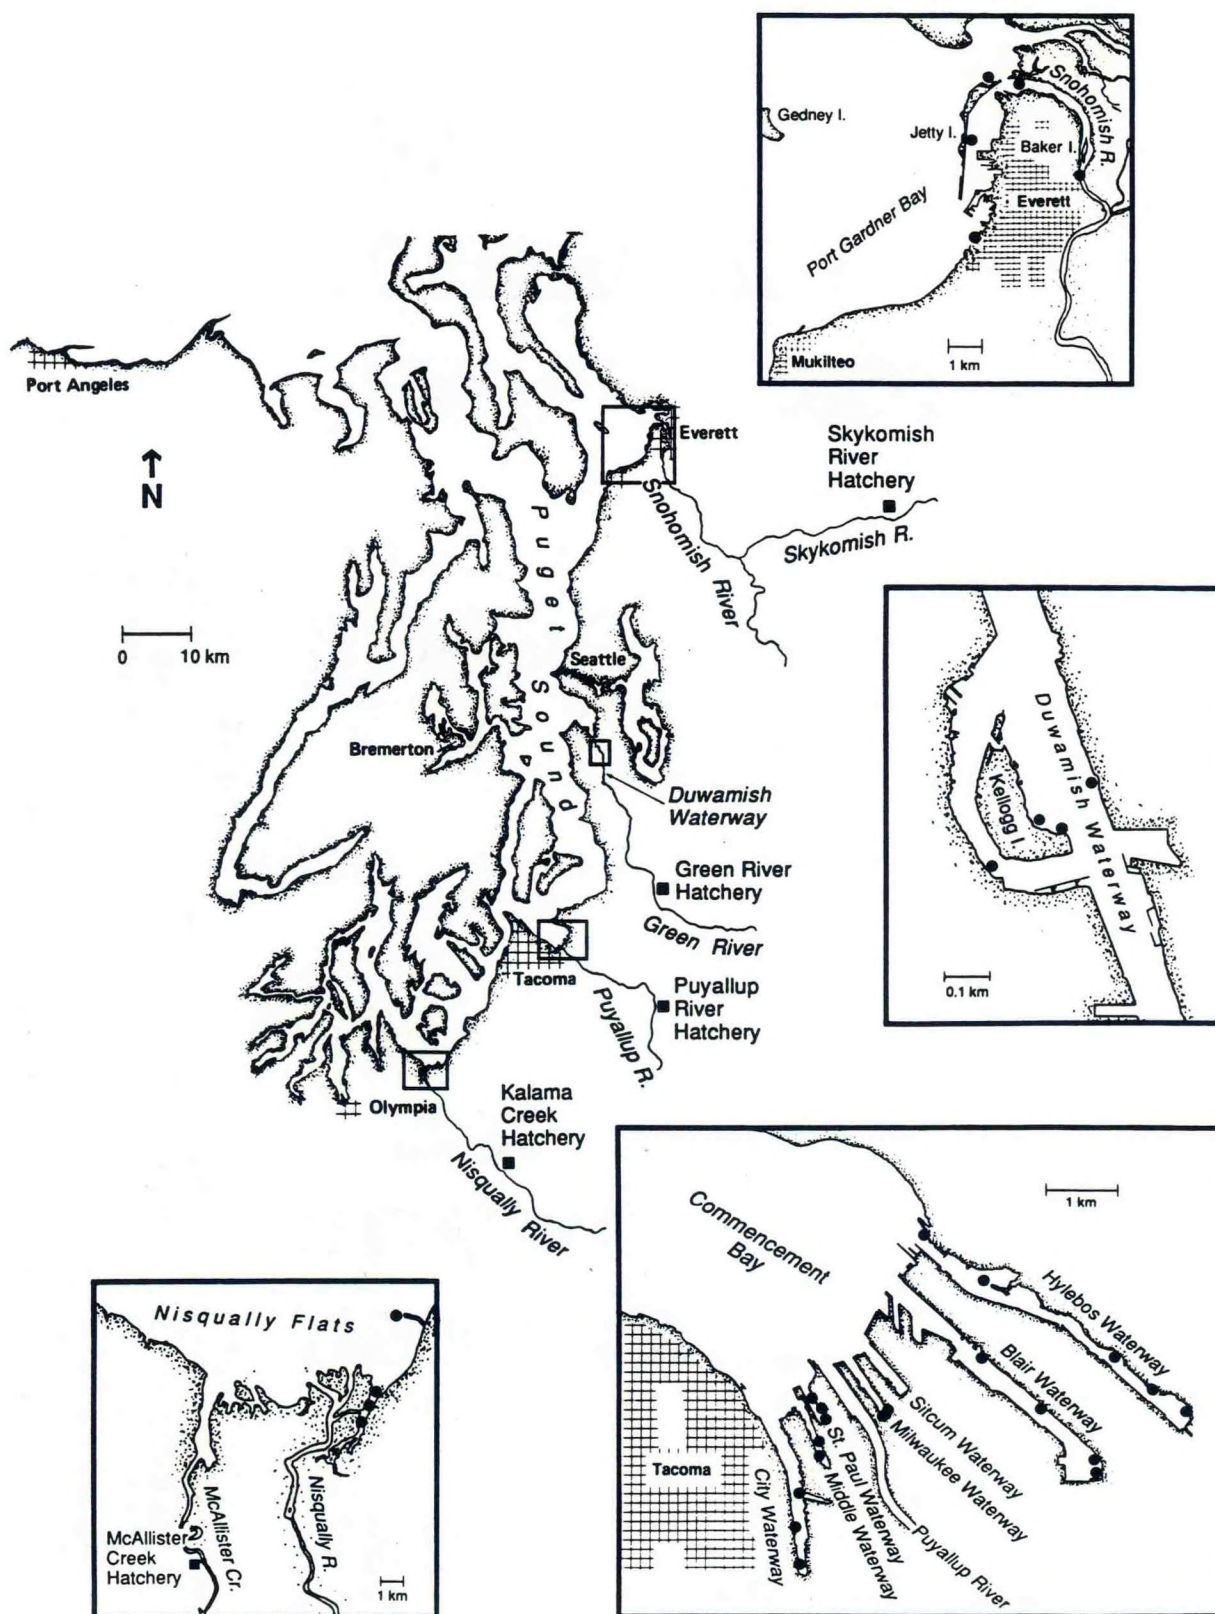 Gedney I.
Jetty I.
Snohomish R.
Baker I.
Everett
Port Gardner Bay
Mukilteo
1 km
Port Angeles
N
0 10 km
Everett
Skykomish
River
Hatchery
Skykomish R.
Snohomish River
Puget Sound
Seattle
Bremerton
Duwamish
Waterway
Green River
Hatchery
Green River
Tacoma
Puyallup
River
Hatchery
Puyallup R.
Olympia
Kalama
Creek
Hatchery
Nisqually River
Duwamish Waterway
Kellogg I.
0.1 km
Commencement
Bay
1 km
Hylebos Waterway
Blair Waterway
Sitcum Waterway
Milwaukee Waterway
St. Paul Waterway
Middle Waterway
City Waterway
Puyallup River
Tacoma
Nisqually Flats
McAllister
Creek
Hatchery
McAllister Cr.
Nisqually R.
1 km